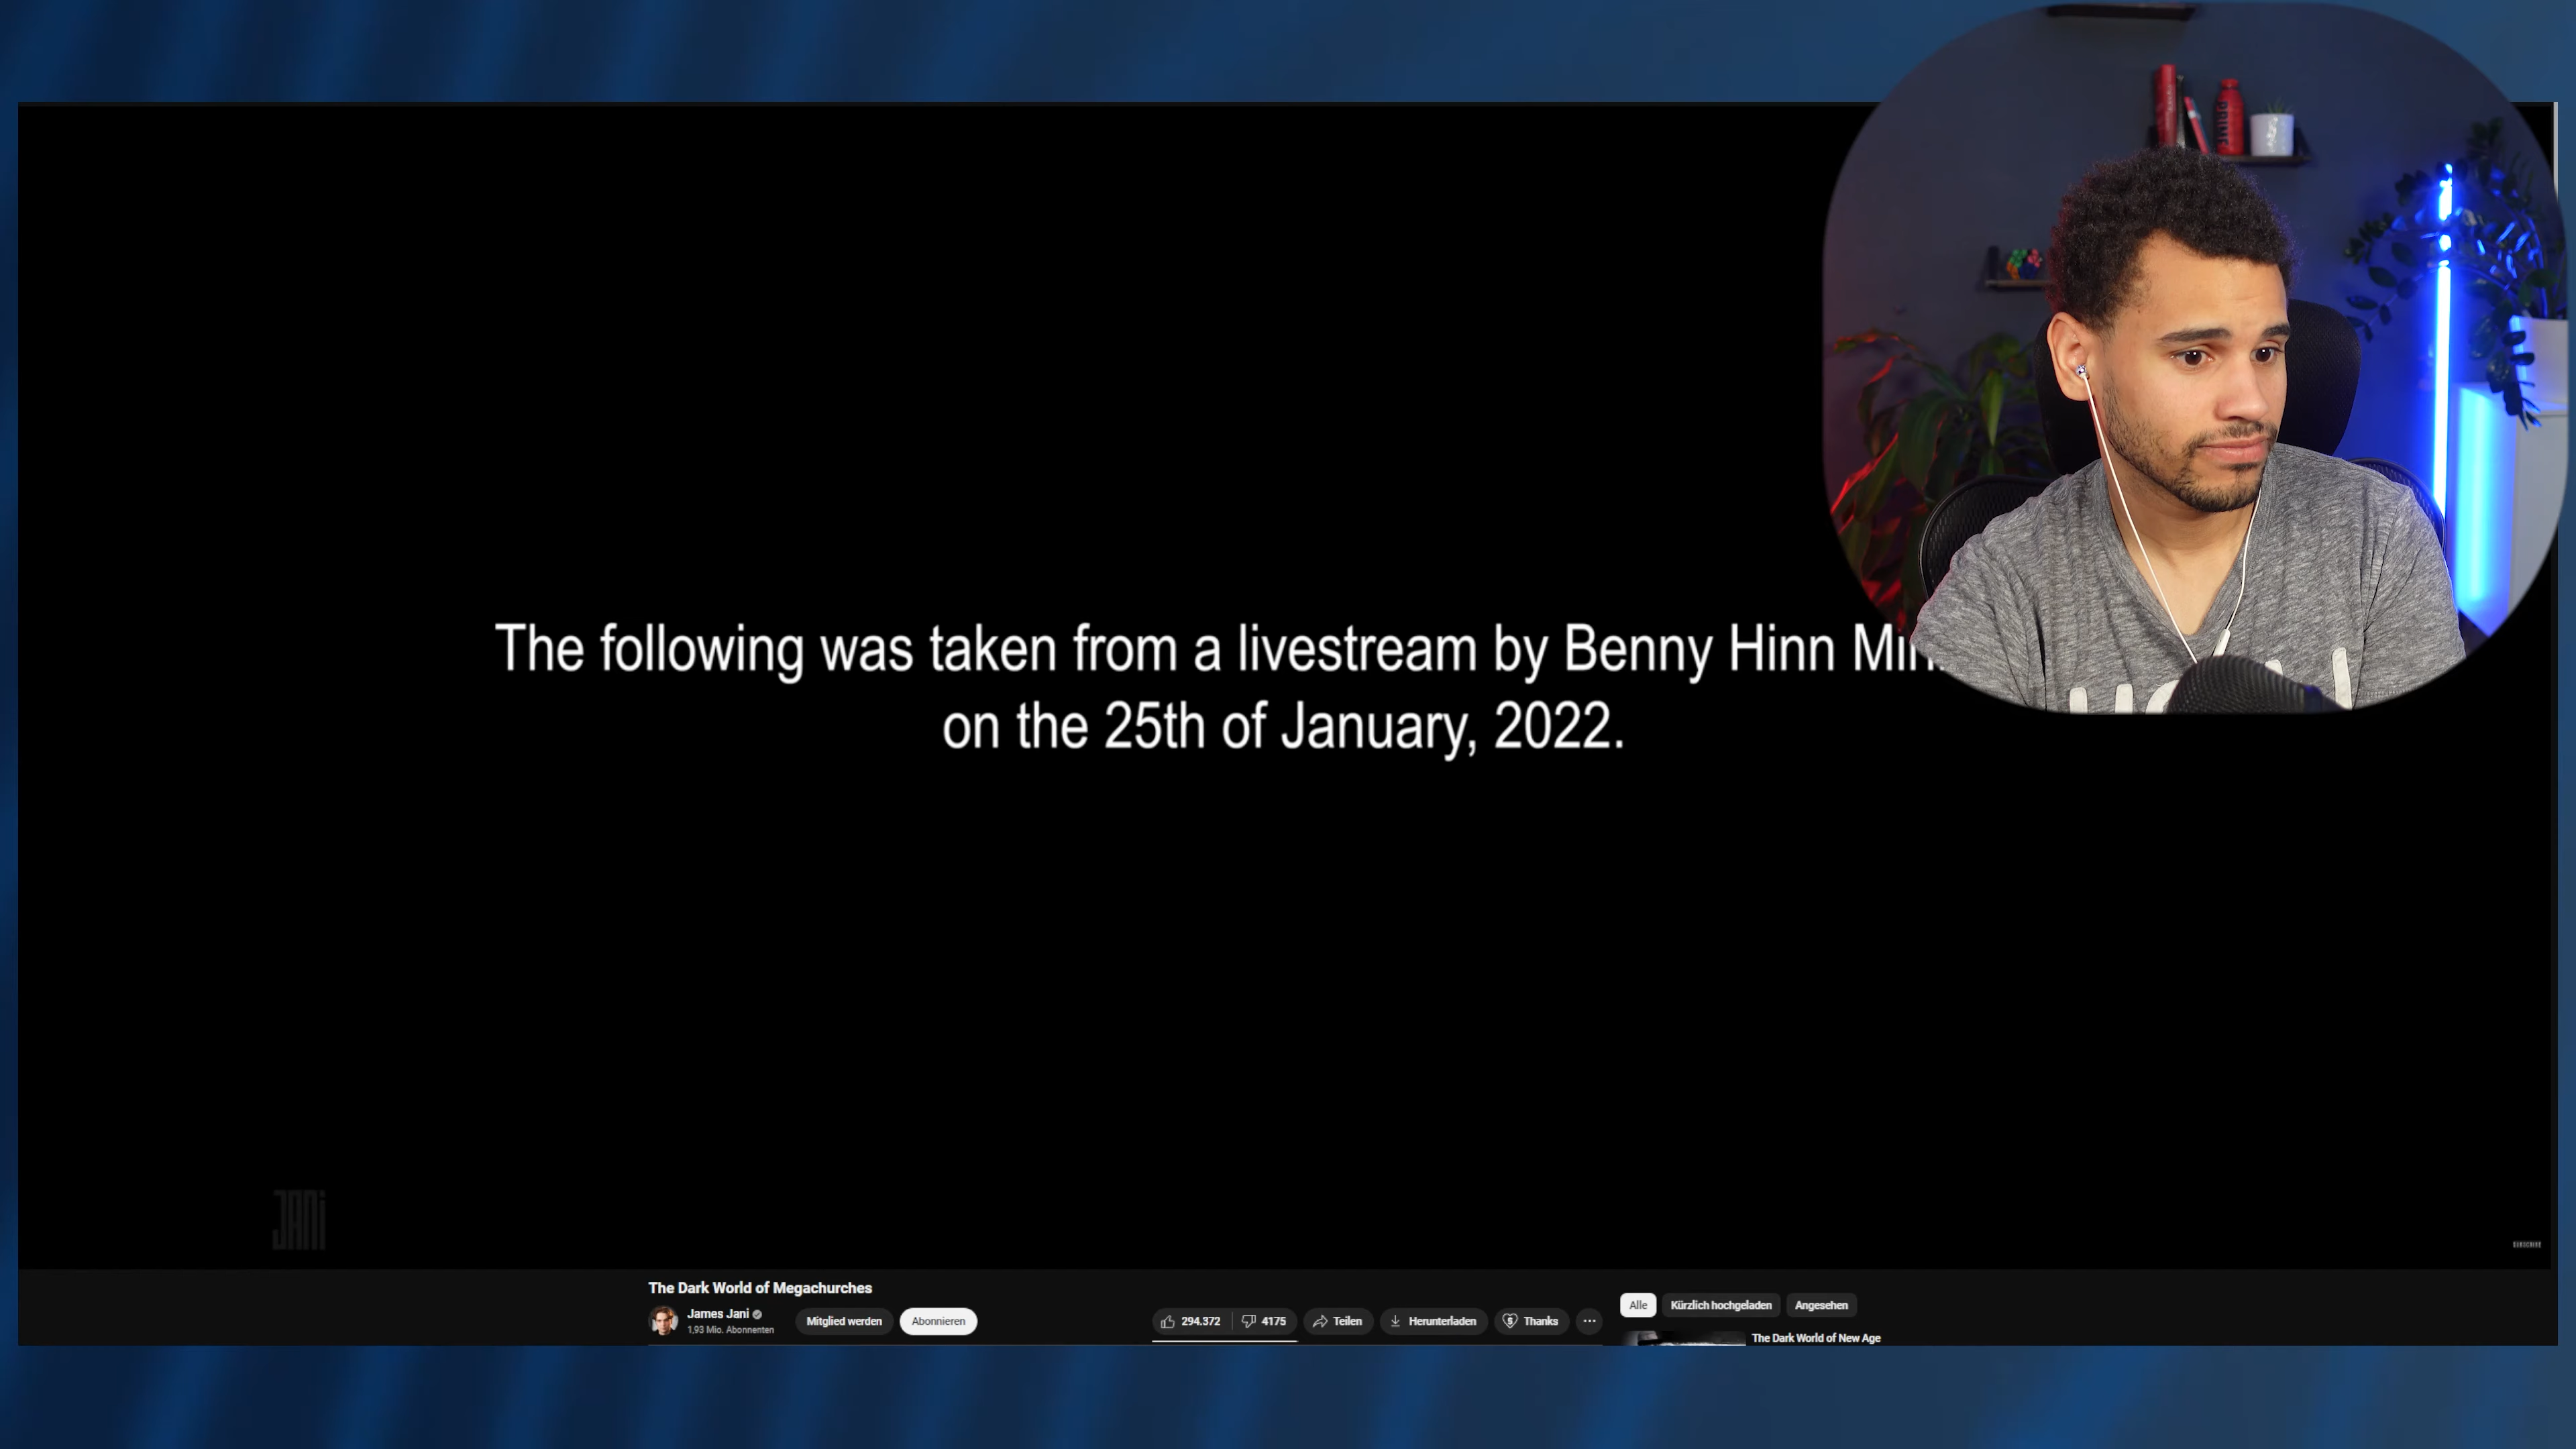 The following was taken from a livestream by Benny Hinn
on the 25th of January, 2022.
JANI
SUBSCRIBE
The Dark World of Megachurches
James Jani
1,93 Mio. Abonnenten
Mitglied werden
Abonnieren
294.372
4175
Teilen
Herunterladen
Thanks
Alle
Kürzlich hochgeladen
Angesehen
The Dark World of New Age